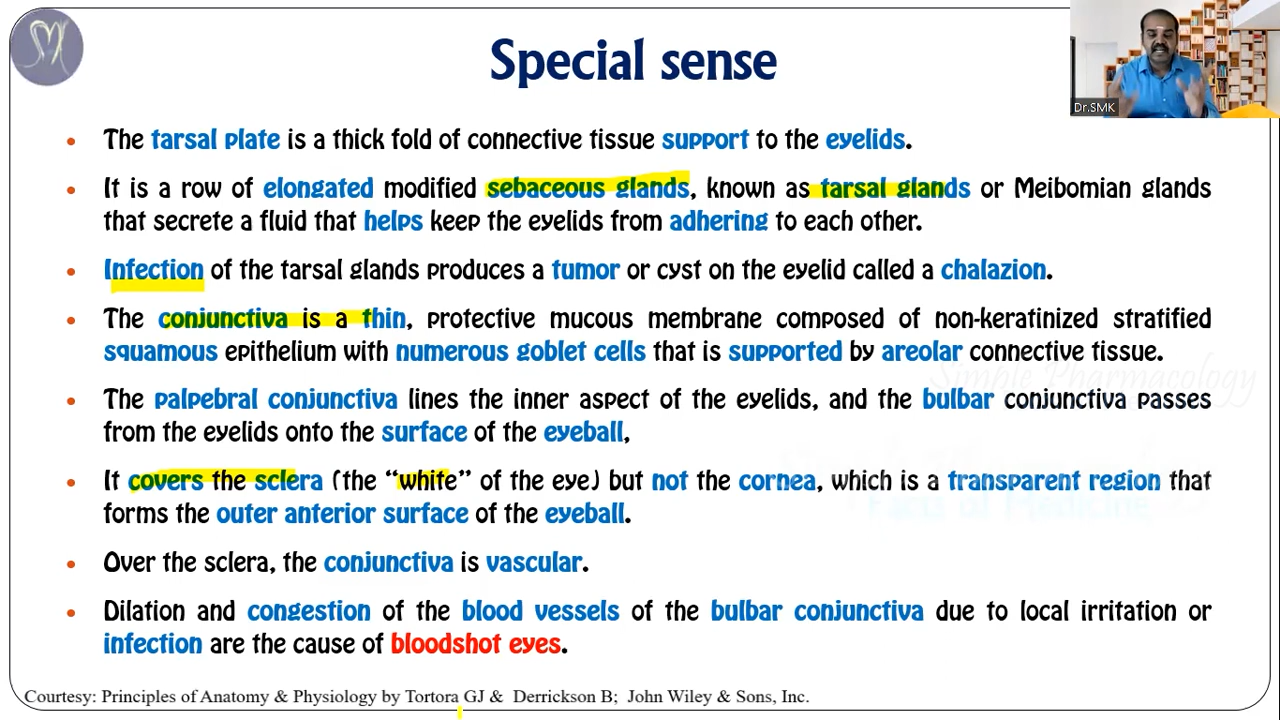 Special sense
Dr.SMK
• The tarsal plate is a thick fold of connective tissue support to the eyelids.
• It is a row of elongated modified sebaceous glands, known as tarsal glands or Meibomian glands
that secrete a fluid that helps keep the eyelids from adhering to each other.
• Infection of the tarsal glands produces a tumor or cyst on the eyelid called a chalazion.
• The conjunctiva is a thin, protective mucous membrane composed of non-keratinized stratified
squamous epithelium with numerous goblet cells that is supported by areolar connective tissue.
Simple Pharmacology
• The palpebral conjunctiva lines the inner aspect of the eyelids, and the bulbar conjunctiva passes
from the eyelids onto the surface of the eyeball,
• It covers the sclera (the “white” of the eye) but not the cornea, which is a transparent region that
forms the outer anterior surface of the eyeball.
• Over the sclera, the conjunctiva is vascular.
• Dilation and congestion of the blood vessels of the bulbar conjunctiva due to local irritation or
infection are the cause of bloodshot eyes.
Courtesy: Principles of Anatomy & Physiology by Tortora GJ & Derrickson B; John Wiley & Sons, Inc.